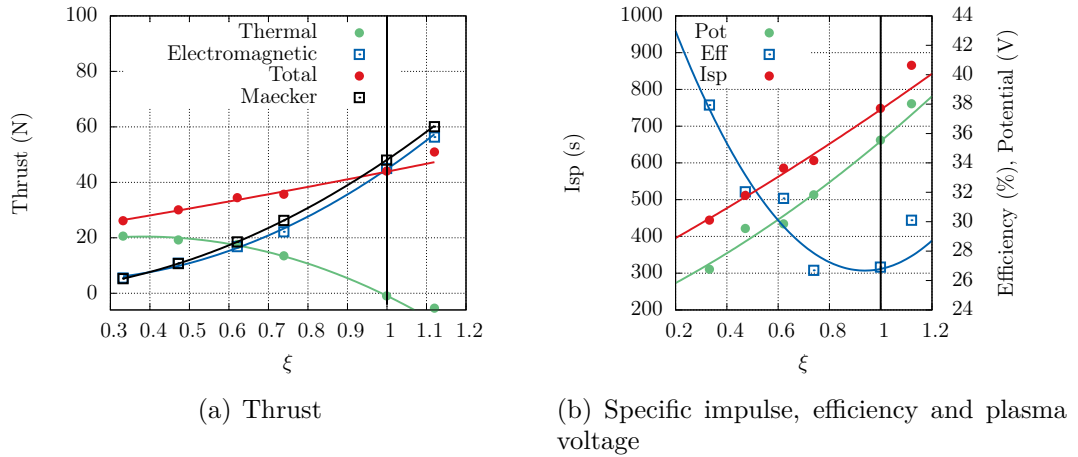 100
80
60
40
20
0
Thrust (N)
Thermal
Electromagnetic
Total
Maecker
0.3 0.4 0.5 0.6 0.7 0.8 0.9 1 1.1 1.2
ξ
(a) Thrust
1000
900
800
700
600
500
400
300
200
Isp (s)
Pot
Eff
Isp
44
42
40
38
36
34
32
30
28
26
24
Efficiency (%), Potential (V)
0.2 0.4 0.6 0.8 1 1.2
ξ
(b) Specific impulse, efficiency and plasma
voltage